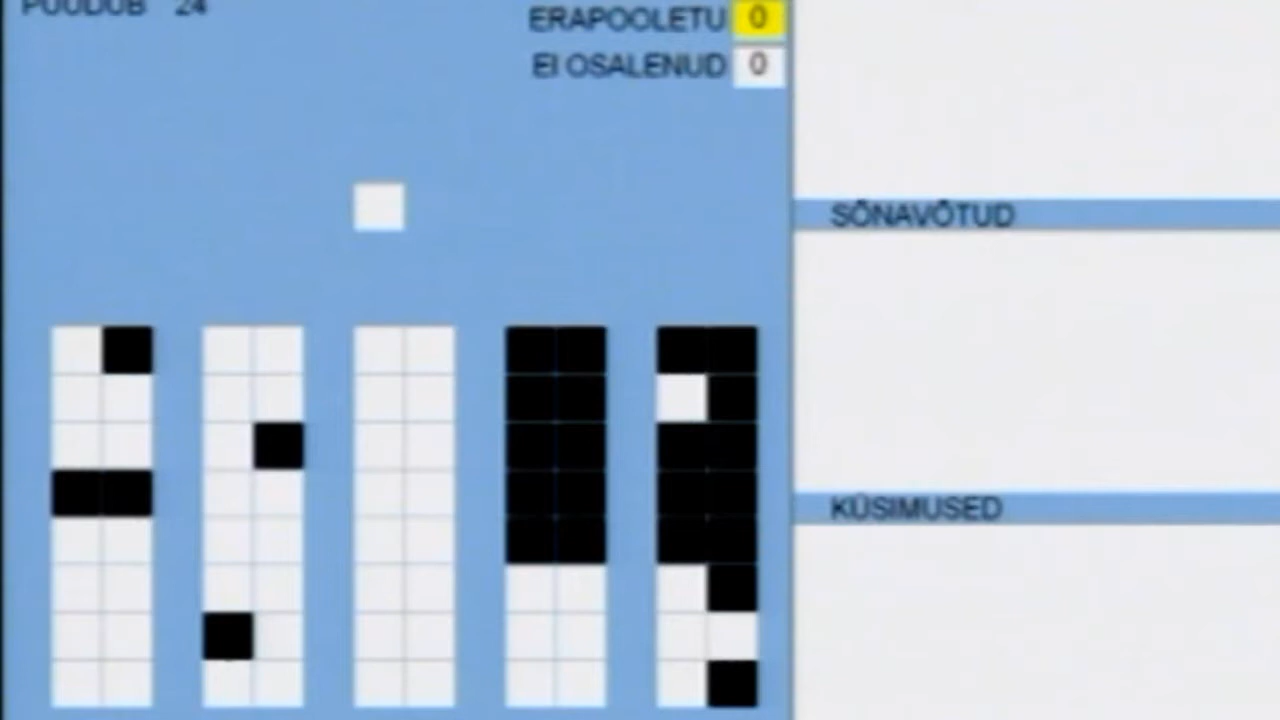 PUUDUB 24
ERAPOOLETU 0
EI OSALENUD 0
SÕNAVÕTUD
KÜSIMUSED